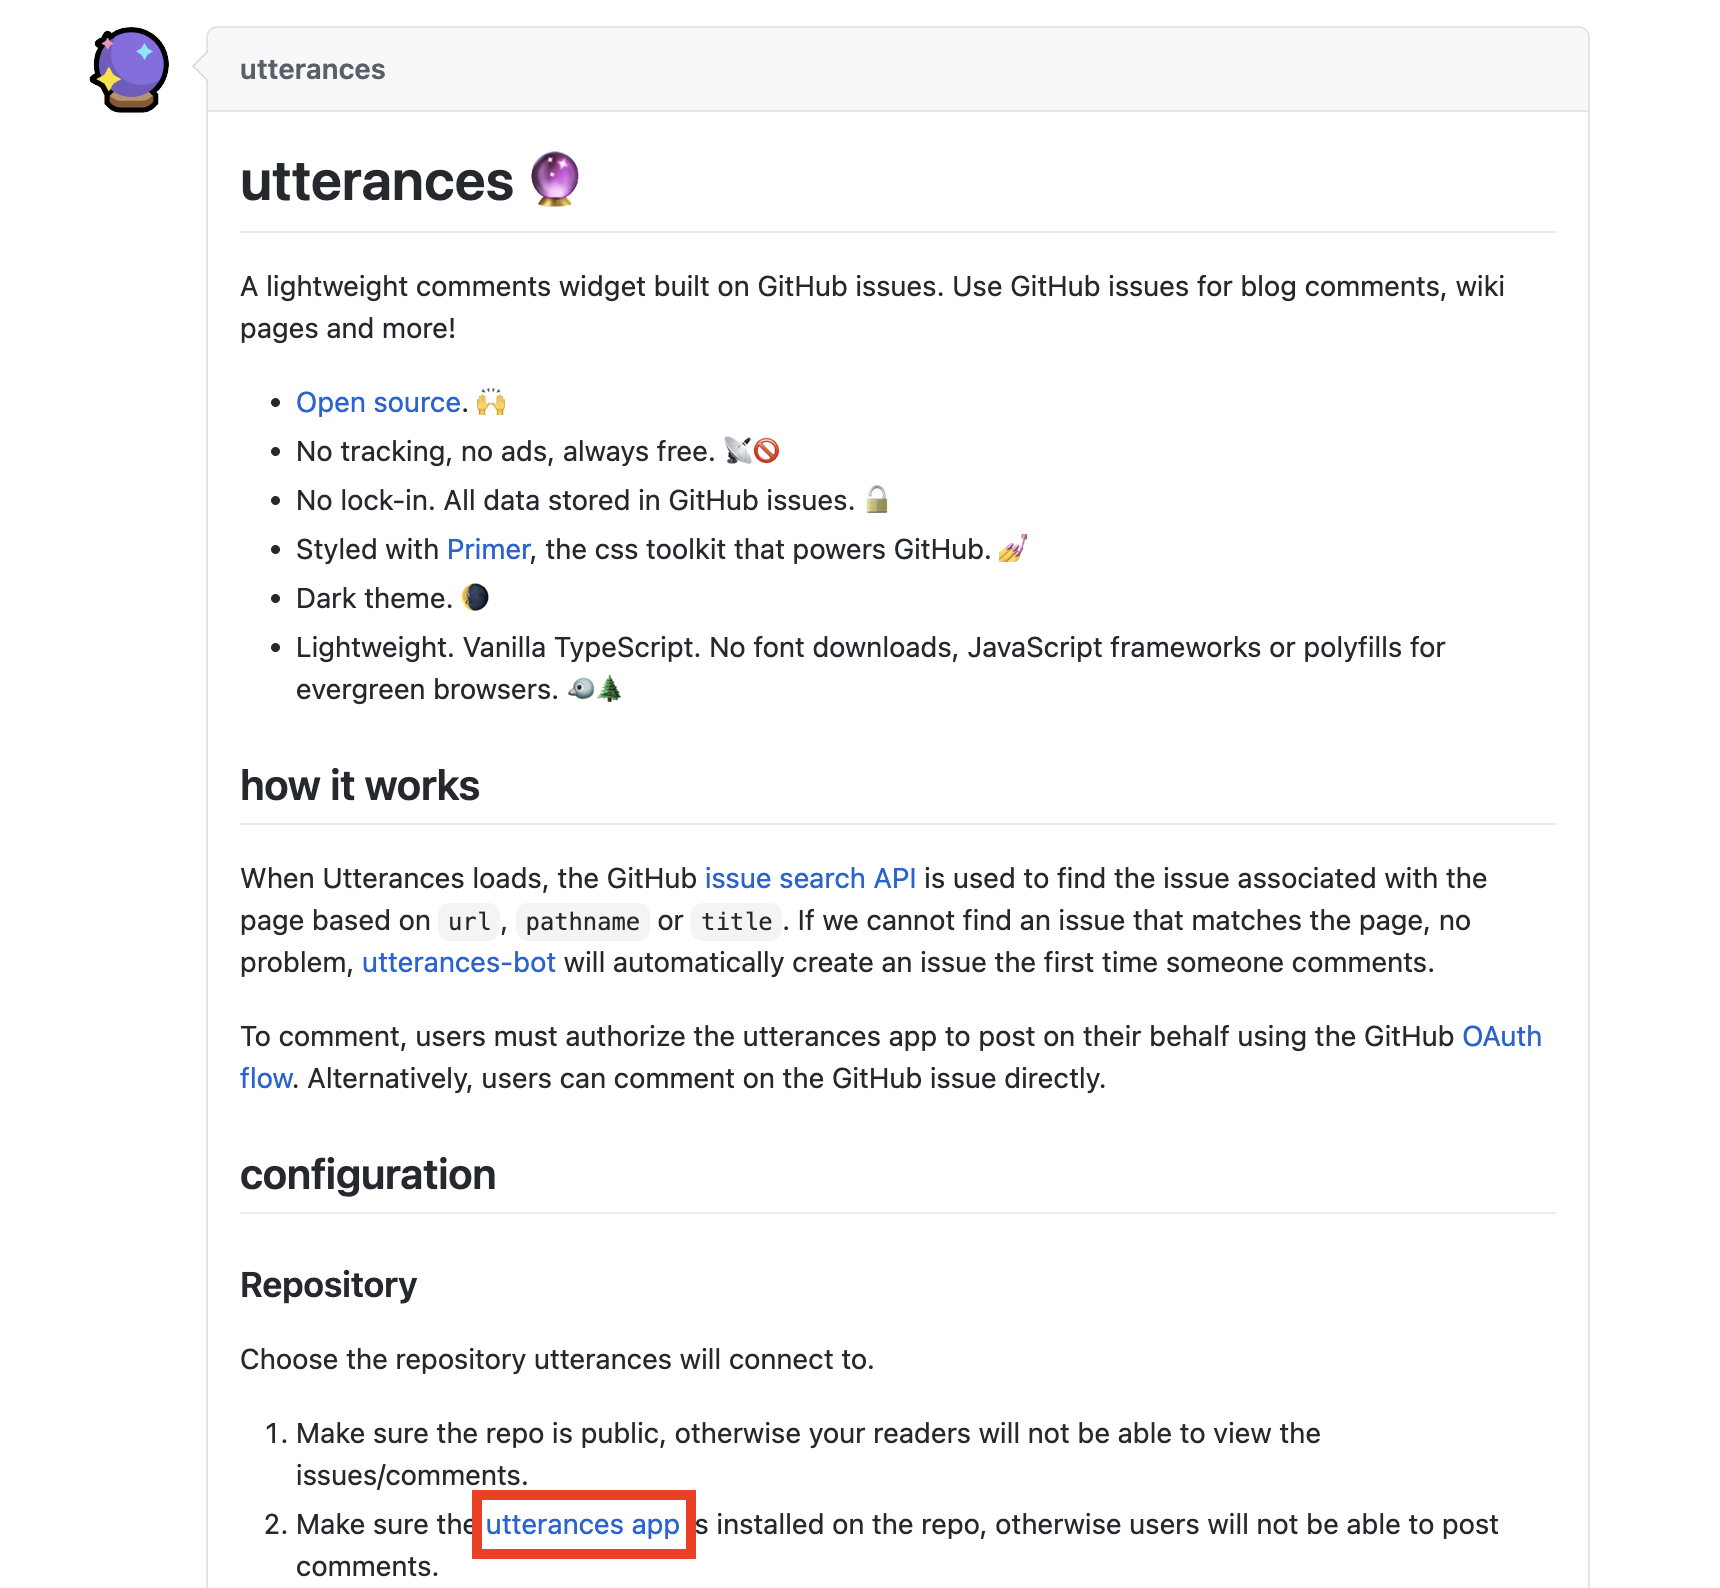 utterances
utterances 🔮
A lightweight comments widget built on GitHub issues. Use GitHub issues for blog comments, wiki
pages and more!
• Open source. 🙌
• No tracking, no ads, always free. 📡🚫
• No lock-in. All data stored in GitHub issues. 🔓
• Styled with Primer, the css toolkit that powers GitHub. 💅
• Dark theme. 🌘
• Lightweight. Vanilla TypeScript. No font downloads, JavaScript frameworks or polyfills for
evergreen browsers. 🐦🌲
how it works
When Utterances loads, the GitHub issue search API is used to find the issue associated with the
page based on url, pathname or title. If we cannot find an issue that matches the page, no
problem, utterances-bot will automatically create an issue the first time someone comments.
To comment, users must authorize the utterances app to post on their behalf using the GitHub OAuth
flow. Alternatively, users can comment on the GitHub issue directly.
configuration
Repository
Choose the repository utterances will connect to.
1. Make sure the repo is public, otherwise your readers will not be able to view the
issues/comments.
2. Make sure the utterances app is installed on the repo, otherwise users will not be able to post
comments.